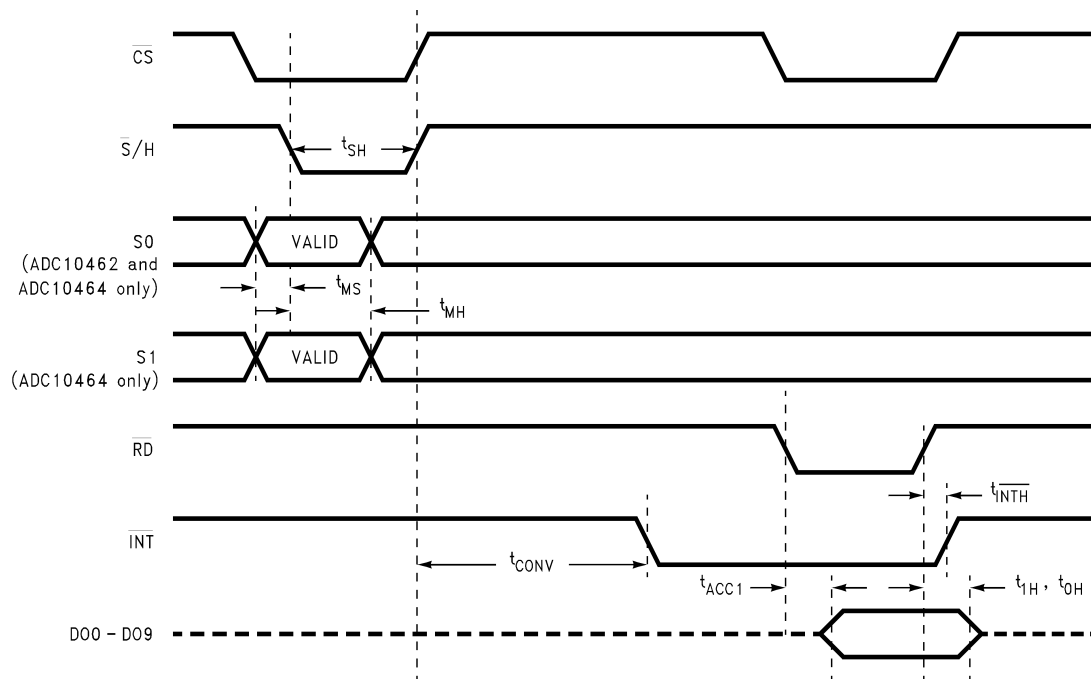 CS
S/H
tSH
S0
(ADC10462 and
ADC10464 only)
VALID
tMS
tMH
S1
(ADC10464 only)
VALID
RD
tINTH
INT
tCONV
tACC1
t1H, t0H
D00 - D09